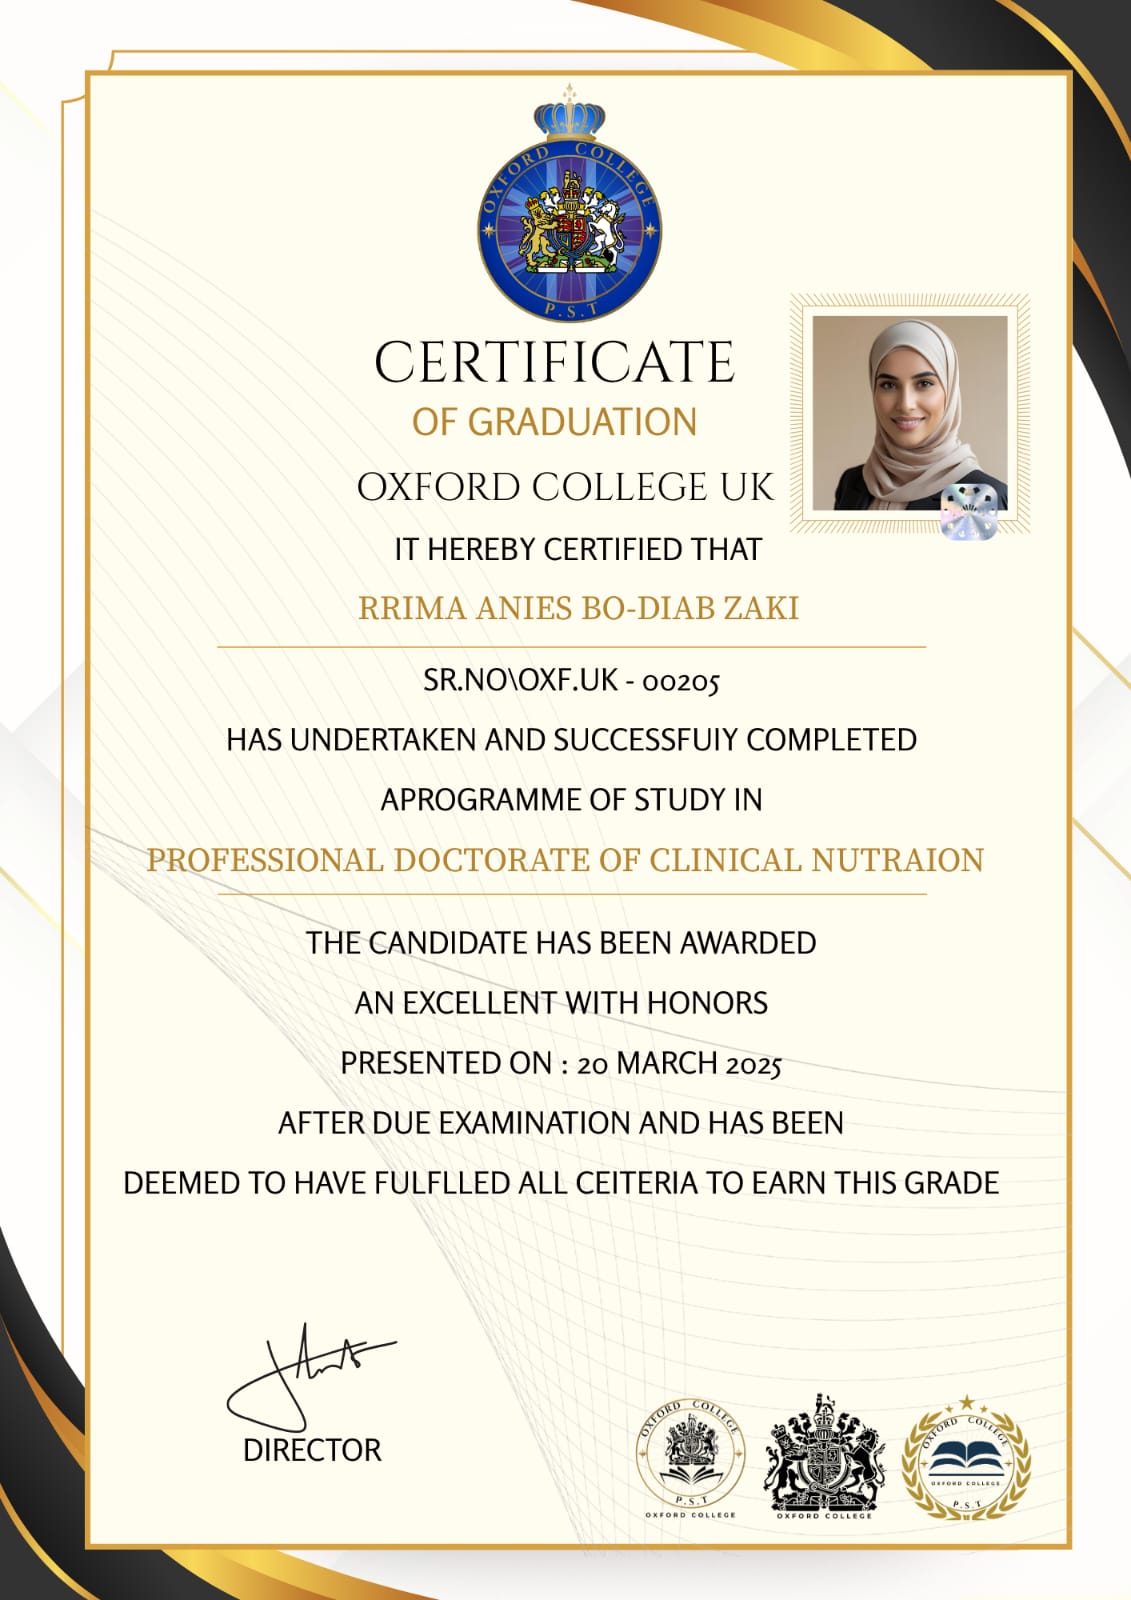 OXFORD COLLEGE
P.S.T
CERTIFICATE
OF GRADUATION
OXFORD COLLEGE UK
IT HEREBY CERTIFIED THAT
RRIMA ANIES BO-DIAB ZAKI
SR.NO\OXF.UK - 00205
HAS UNDERTAKEN AND SUCCESSFUIY COMPLETED
APROGRAMME OF STUDY IN
PROFESSIONAL DOCTORATE OF CLINICAL NUTRAION
THE CANDIDATE HAS BEEN AWARDED
AN EXCELLENT WITH HONORS
PRESENTED ON : 20 MARCH 2025
AFTER DUE EXAMINATION AND HAS BEEN
DEEMED TO HAVE FULFLLED ALL CEITERIA TO EARN THIS GRADE
DIRECTOR
OXFORD COLLEGE
P.S.T
OXFORD COLLEGE
OXFORD COLLEGE
OXFORD COLLEGE
OXFORD COLLEGE
P.S.T